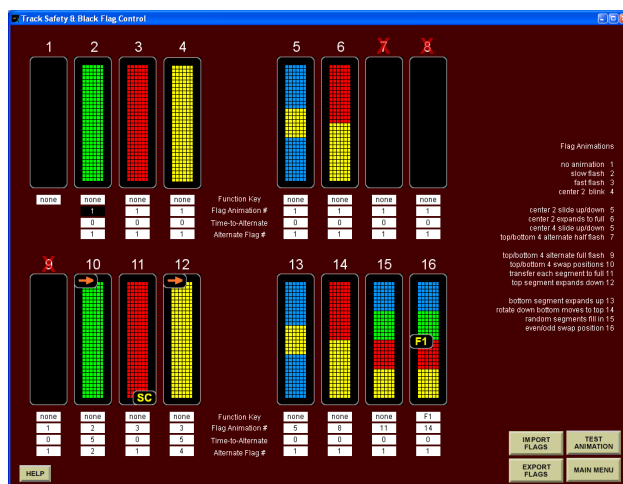 Track Safety & Black Flag Control
1 2 3 4 5 6 7 8
none none none none Function Key none none none none
1 1 1 Flag Animation # 1 1 1 1
0 0 0 Time-to-Alternate 0 0 0 0
1 1 1 Alternate Flag # 1 1 1 1
Flag Animations
no animation 1
slow flash 2
fast flash 3
center 2 blink 4
center 2 slide up/down 5
center 2 expands to full 6
center 4 slide up/down 5
top/bottom 4 alternate half flash 7
top/bottom 4 alternate full flash 9
top/bottom 4 swap positions 10
transfer each segment to full 11
top segment expands down 12
bottom segment expands up 13
rotate down bottom moves to top 14
random segments fill in 15
even/odd swap position 16
9 10 11 12 13 14 15 16
F1
SC
none none none none Function Key none none none F1
1 2 3 3 Flag Animation # 5 8 11 14
0 5 0 5 Time-to-Alternate 0 0 0 0
1 2 1 4 Alternate Flag # 1 1 1 1
IMPORT FLAGS
TEST ANIMATION
EXPORT FLAGS
MAIN MENU
HELP